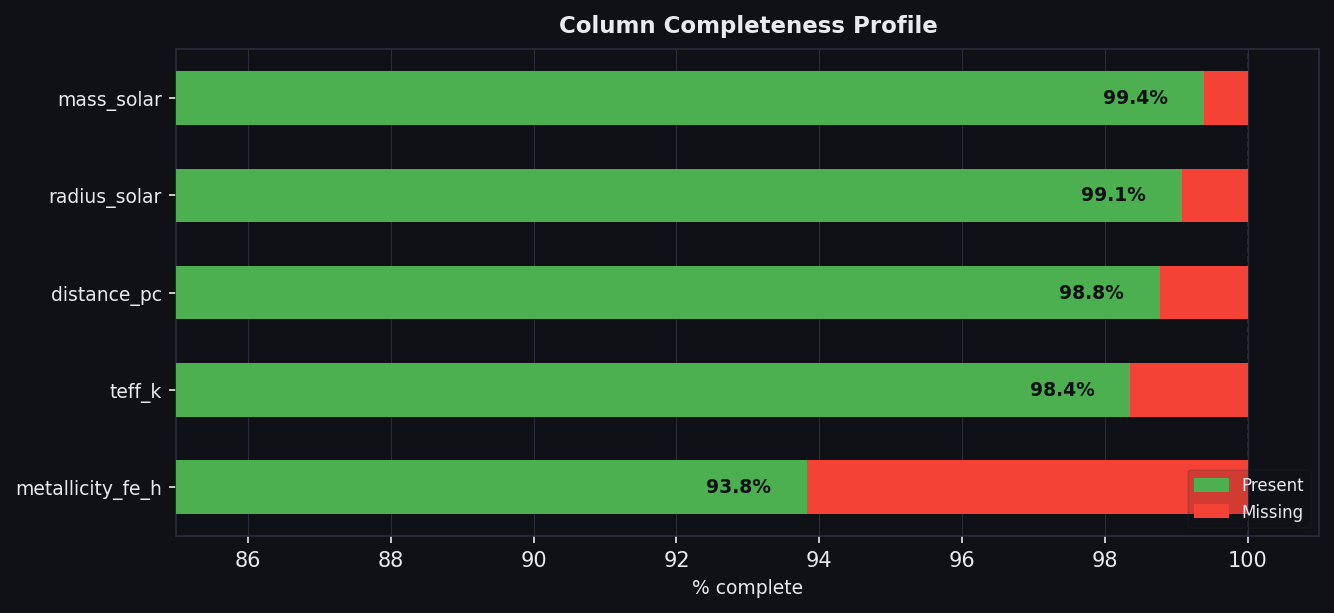 Column Completeness Profile
mass_solar
99.4%
radius_solar
99.1%
distance_pc
98.8%
teff_k
98.4%
metallicity_fe_h
93.8%
Present
Missing
86 88 90 92 94 96 98 100
% complete